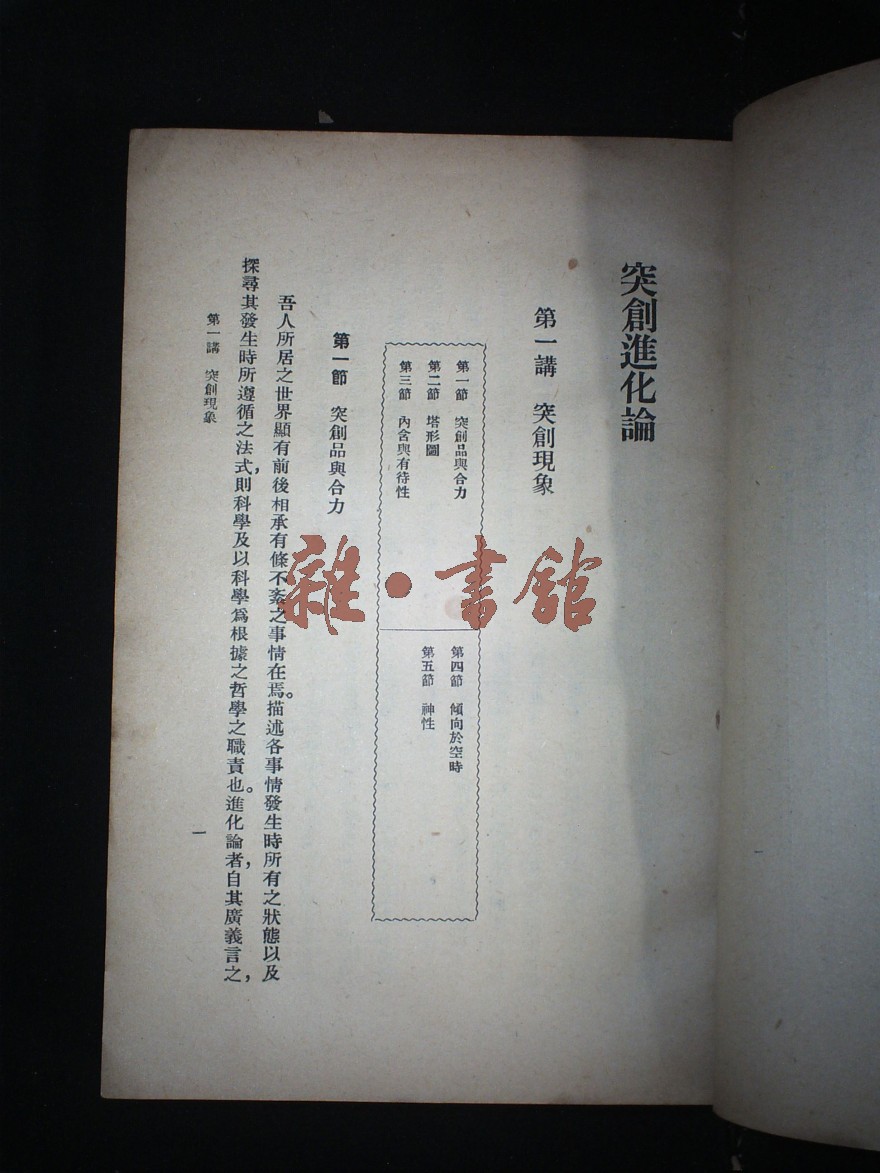 突創進化論
第一講　突創現象
第一節　突創品與合力
第二節　塔形圖
第三節　內含與有待性
第四節　傾向於空時
第五節　神性
第一節　突創品與合力
吾人所居之世界顯有前後相承有條不紊之事情在焉。描述各事情發生時所有之狀態以及
探尋其發生時所遵循之法式，則科學及以科學爲根據之哲學之職責也。進化論者，自其廣義言之，
第一講　突創現象
一
雜·書館